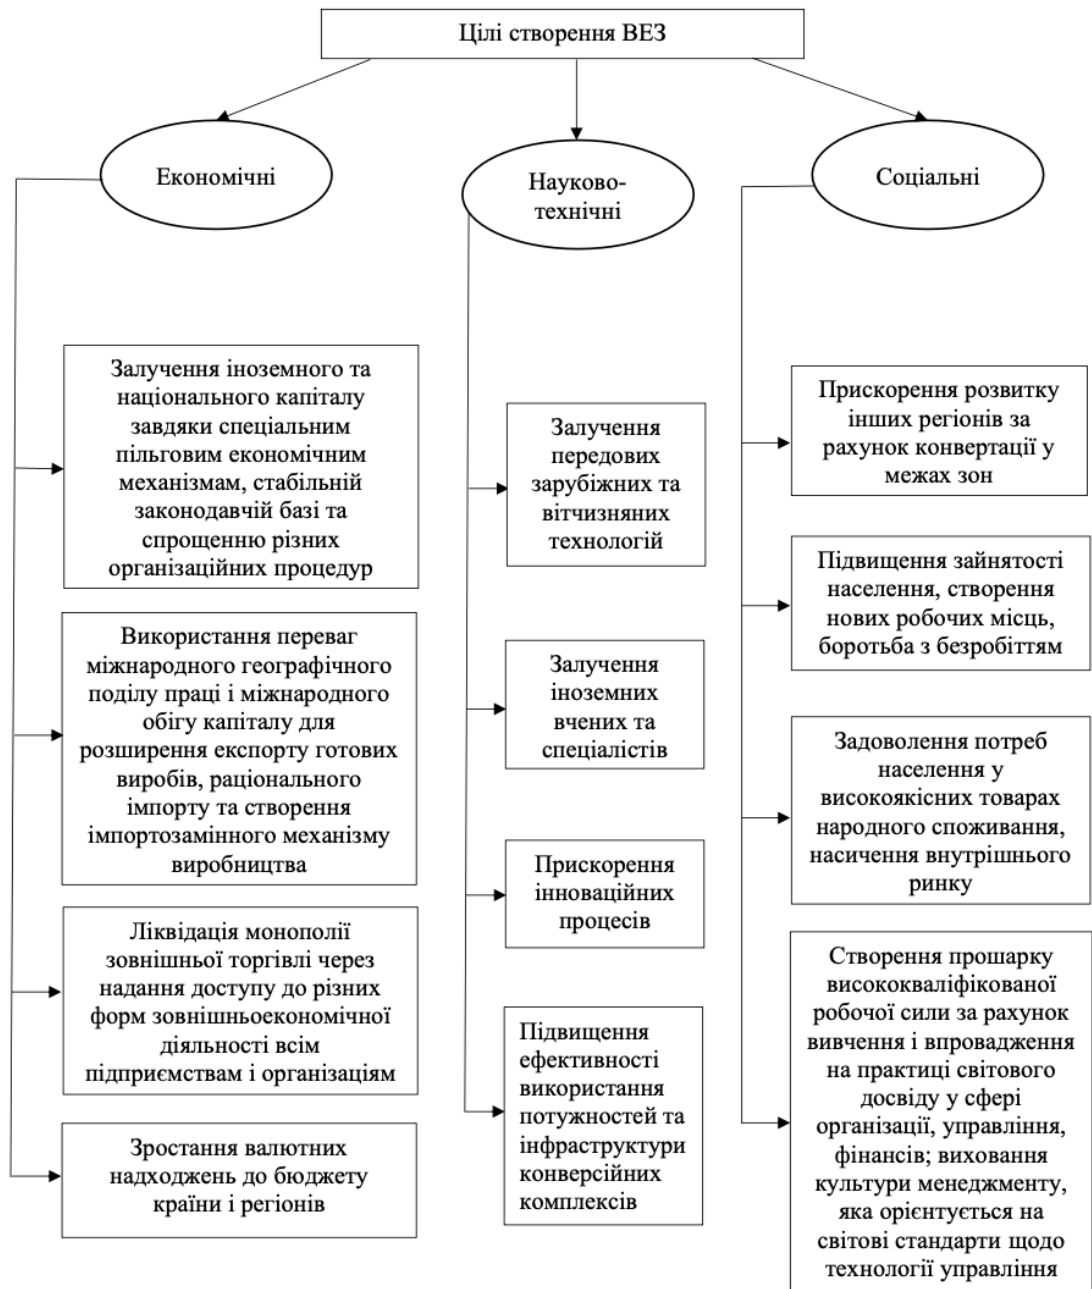 Цілі створення ВЕЗ
Економічні
Науково-
технічні
Соціальні
Залучення іноземного та
національного капіталу
завдяки спеціальним
пільговим економічним
механізмам, стабільній
законодавчій базі та
спрощенню різних
організаційних процедур
Використання переваг
міжнародного географічного
поділу праці і міжнародного
обігу капіталу для
розширення експорту готових
виробів, раціонального
імпорту та створення
імпортозамінного механізму
виробництва
Ліквідація монополії
зовнішньої торгівлі через
надання доступу до різних
форм зовнішньоекономічної
діяльності всім
підприємствам і організаціям
Зростання валютних
надходжень до бюджету
країни і регіонів
Залучення
передових
зарубіжних та
вітчизняних
технологій
Залучення
іноземних
вчених та
спеціалістів
Прискорення
інноваційних
процесів
Підвищення
ефективності
використання
потужностей та
інфраструктури
конверсійних
комплексів
Прискорення розвитку
інших регіонів за
рахунок конвертації у
межах зон
Підвищення зайнятості
населення, створення
нових робочих місць,
боротьба з безробіттям
Задоволення потреб
населення у
високоякісних товарах
народного споживання,
насичення внутрішнього
ринку
Створення прошарку
висококваліфікованої
робочої сили за рахунок
вивчення і впровадження
на практиці світового
досвіду у сфері
організації, управління,
фінансів; виховання
культури менеджменту,
яка орієнтується на
світові стандарти щодо
технології управління